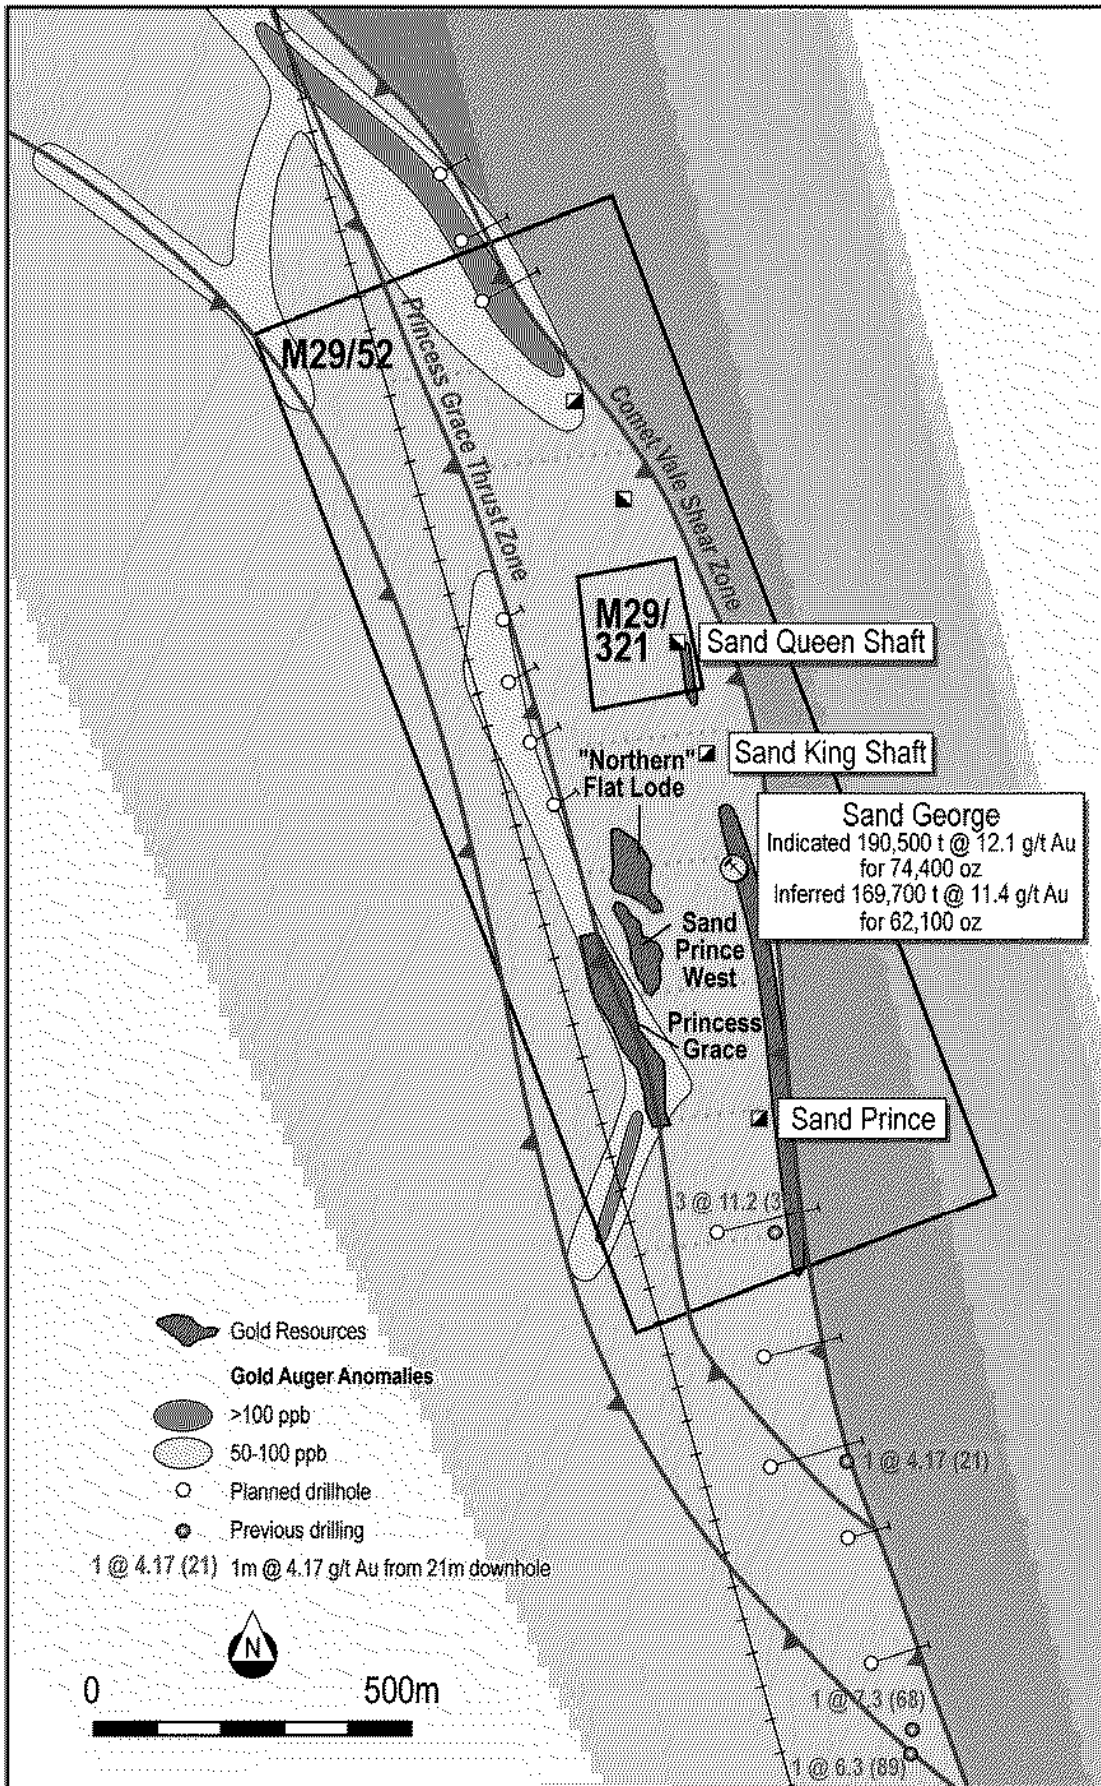 M29/52
Princess Grace Thrust Zone
Comet Vale Shear Zone
M29/
321
Sand Queen Shaft
Sand King Shaft
"Northern"
Flat Lode
Sand George
Indicated 190,500 t @ 12.1 g/t Au
for 74,400 oz
Inferred 169,700 t @ 11.4 g/t Au
for 62,100 oz
Sand
Prince
West
Princess
Grace
Sand Prince
3 @ 11.2 (3
1 @ 4.17 (21)
1 @ 7.3 (68)
1 @ 6.3 (89)
Gold Resources
Gold Auger Anomalies
>100 ppb
50-100 ppb
Planned drillhole
Previous drilling
1 @ 4.17 (21) 1m @ 4.17 g/t Au from 21m downhole
N
0 500m